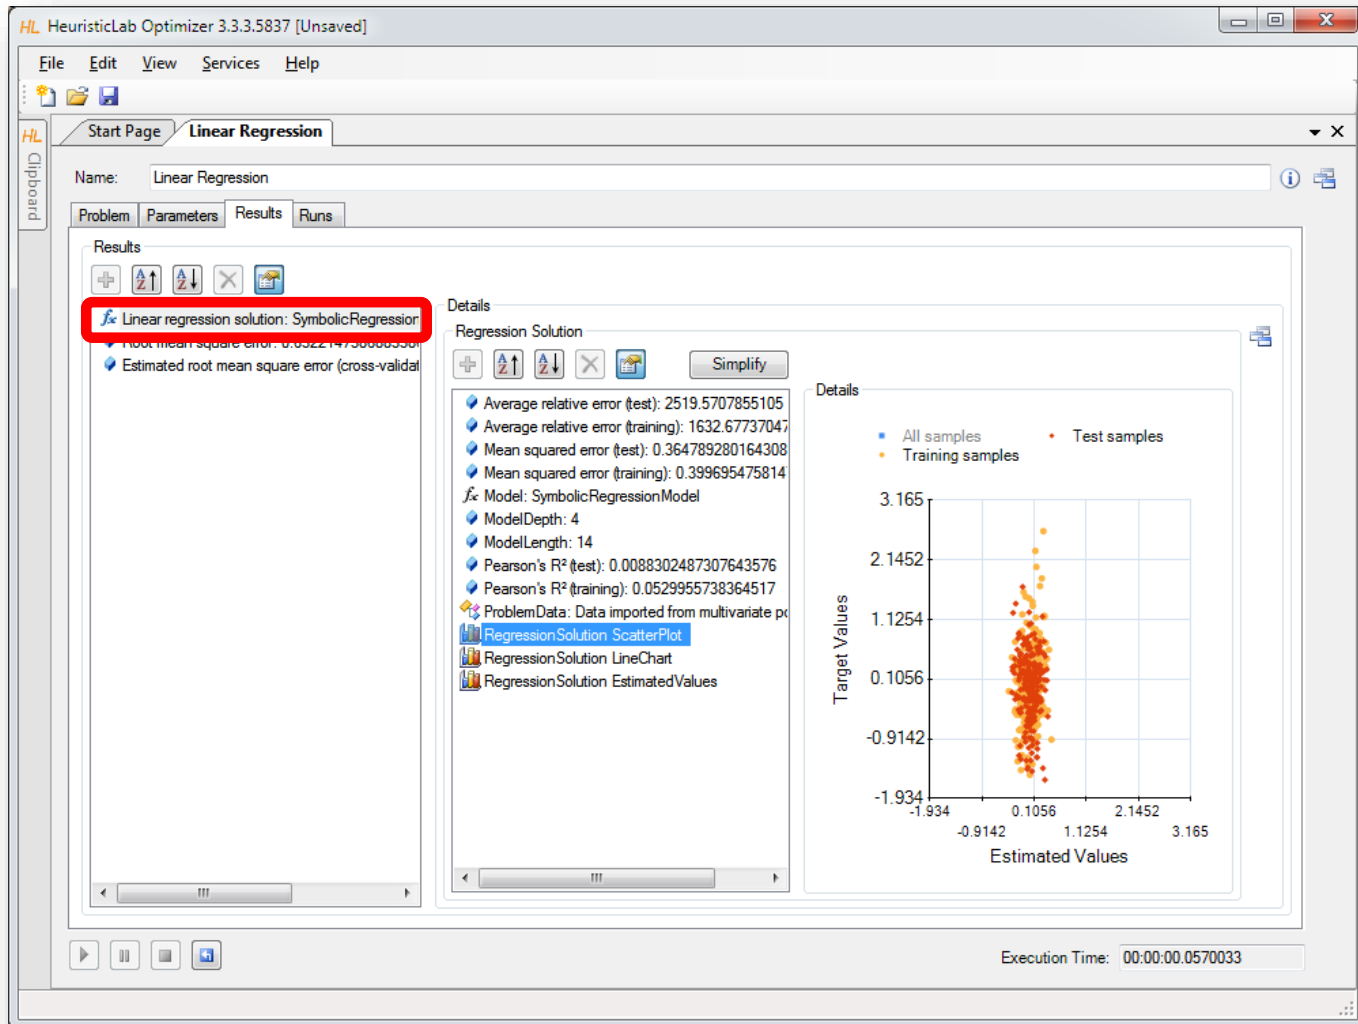 HL HeuristicLab Optimizer 3.3.3.5837 [Unsaved]
File Edit View Services Help
HL Clipboard
Start Page Linear Regression
Name: Linear Regression
Problem Parameters Results Runs
Results
Linear regression solution: SymbolicRegression
Root mean square error:
Estimated root mean square error (cross-validat
Details
Regression Solution
Simplify
Average relative error (test): 2519.5707855105
Average relative error (training): 1632.67737047
Mean squared error (test): 0.364789280164308
Mean squared error (training): 0.399695475814
Model: SymbolicRegressionModel
ModelDepth: 4
ModelLength: 14
Pearson's R² (test): 0.0088302487307643576
Pearson's R² (training): 0.0529955738364517
ProblemData: Data imported from multivariate po
RegressionSolution ScatterPlot
RegressionSolution LineChart
RegressionSolution EstimatedValues
Details
All samples Test samples
Training samples
3.165
2.1452
1.1254
0.1056
-0.9142
-1.934
Target Values
-1.934 0.1056 2.1452
-0.9142 1.1254 3.165
Estimated Values
Execution Time: 00:00:00.0570033